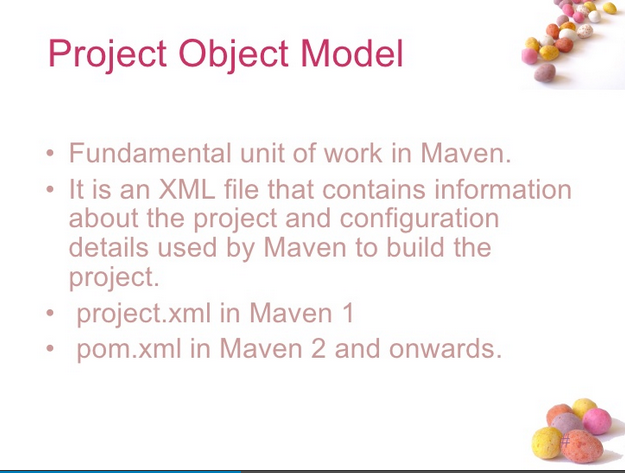 Project Object Model
• Fundamental unit of work in Maven.
• It is an XML file that contains information
about the project and configuration
details used by Maven to build the
project.
• project.xml in Maven 1
• pom.xml in Maven 2 and onwards.
#